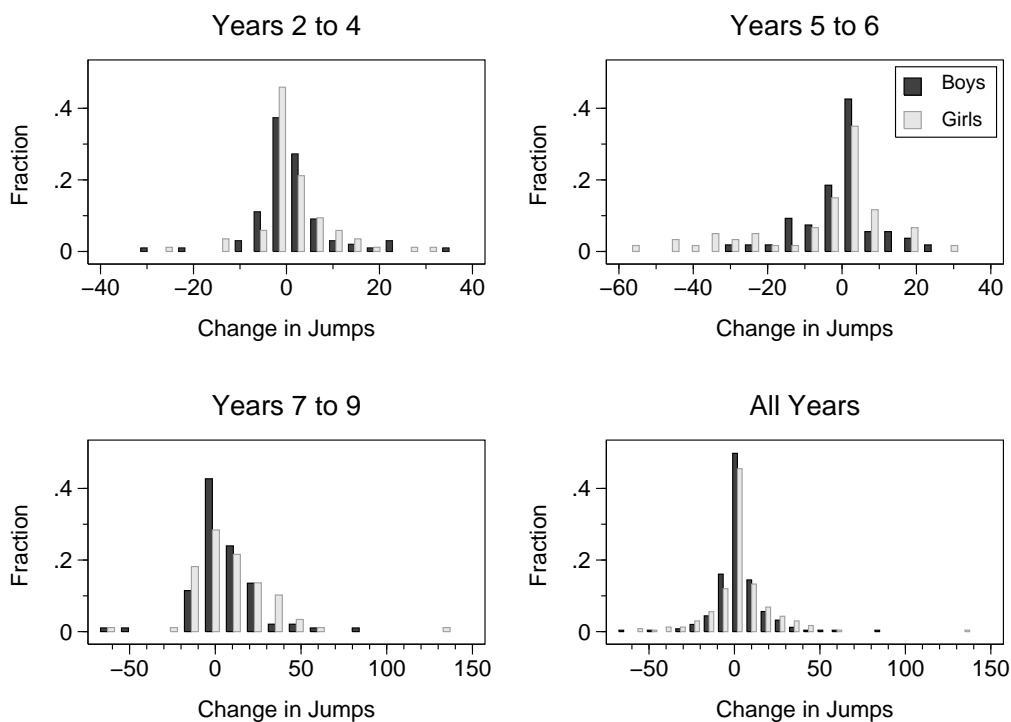 Years 2 to 4
Fraction
.4
.2
0
−40
−20
0
20
40
Change in Jumps
Years 5 to 6
Boys
Girls
Fraction
.4
.2
0
−60
−40
−20
0
20
40
Change in Jumps
Years 7 to 9
Fraction
.4
.2
0
−50
0
50
100
150
Change in Jumps
All Years
Fraction
.4
.2
0
−50
0
50
100
150
Change in Jumps